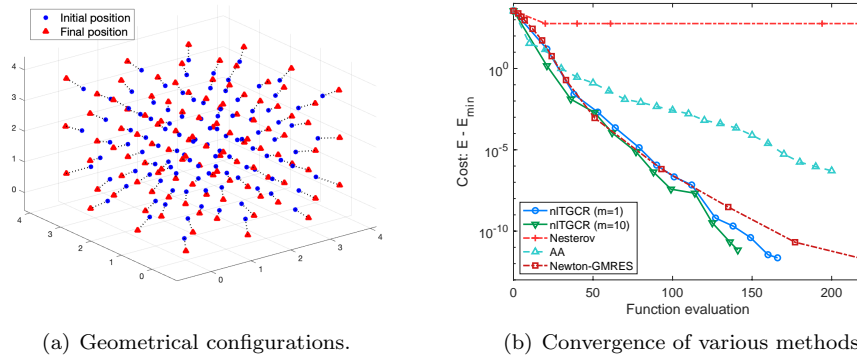 Initial position
Final position
4
3
2
1
0
4
3
2
1
0
0
1
2
3
4
(a) Geometrical configurations.
Cost: E - E_min
10^0
10^-5
10^-10
nlTGCR (m=1)
nlTGCR (m=10)
Nesterov
AA
Newton-GMRES
0
50
100
150
200
Function evaluation
(b) Convergence of various methods